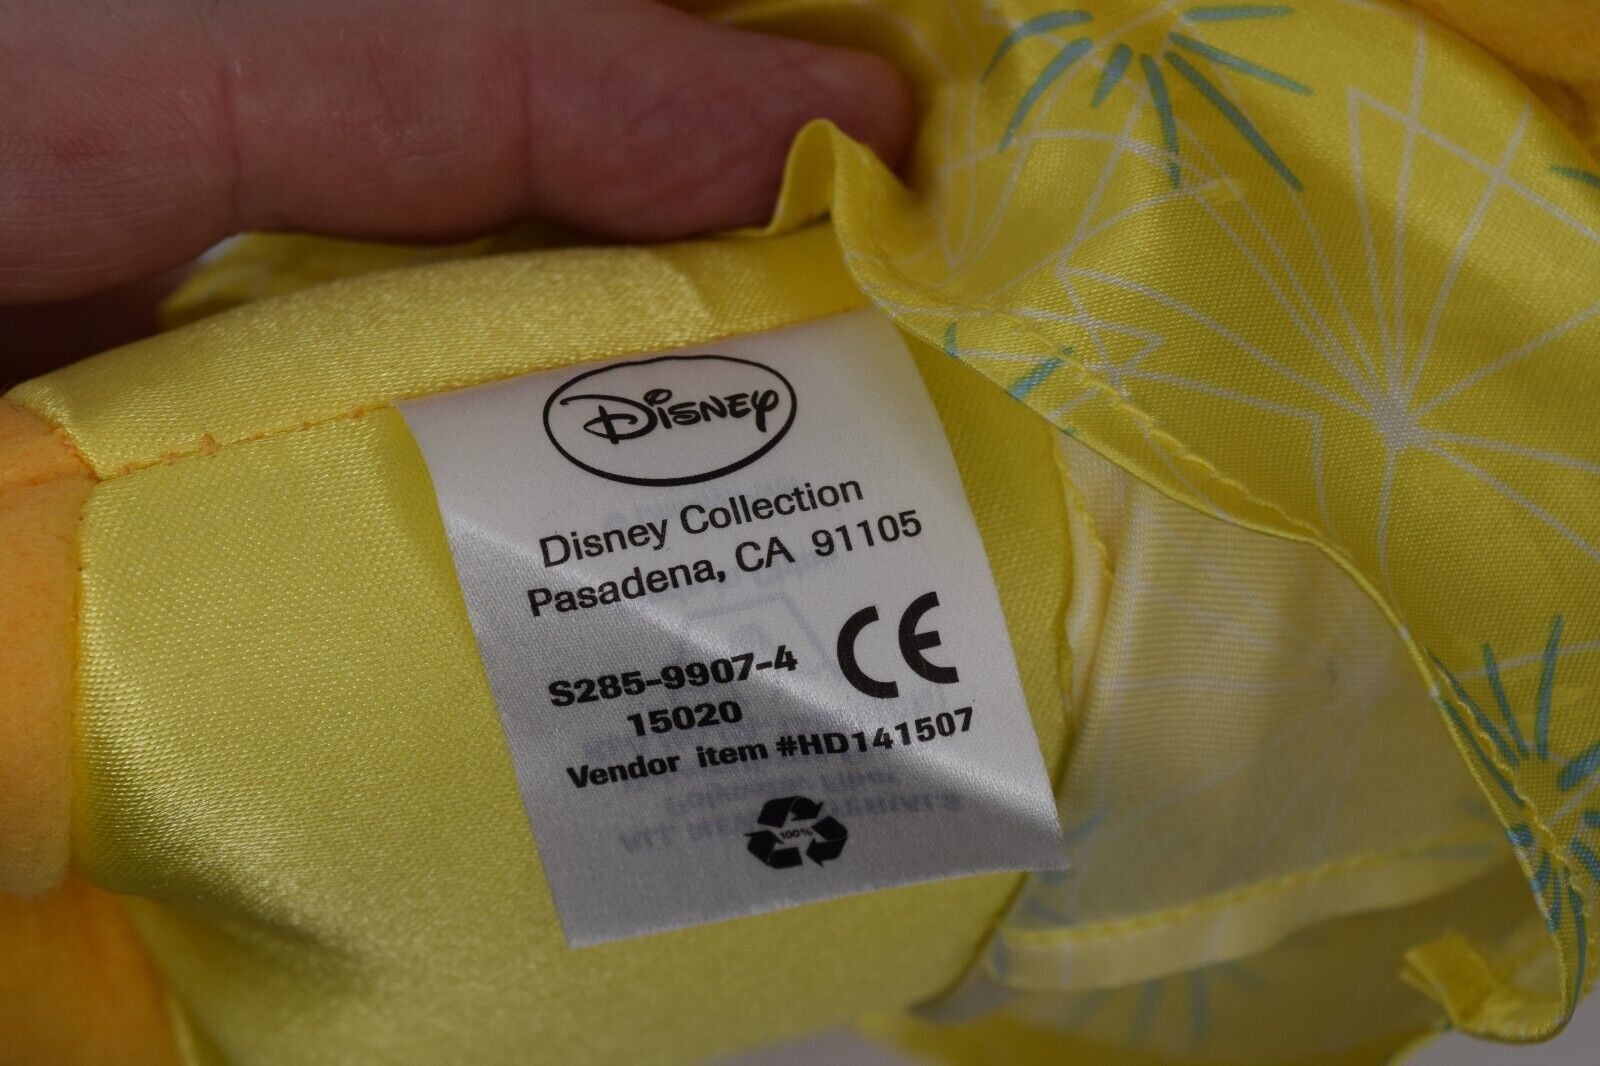 Disney
Disney Collection
Pasadena, CA 91105
CE
S285-9907-4
15020
Vendor item #HD141507
100%